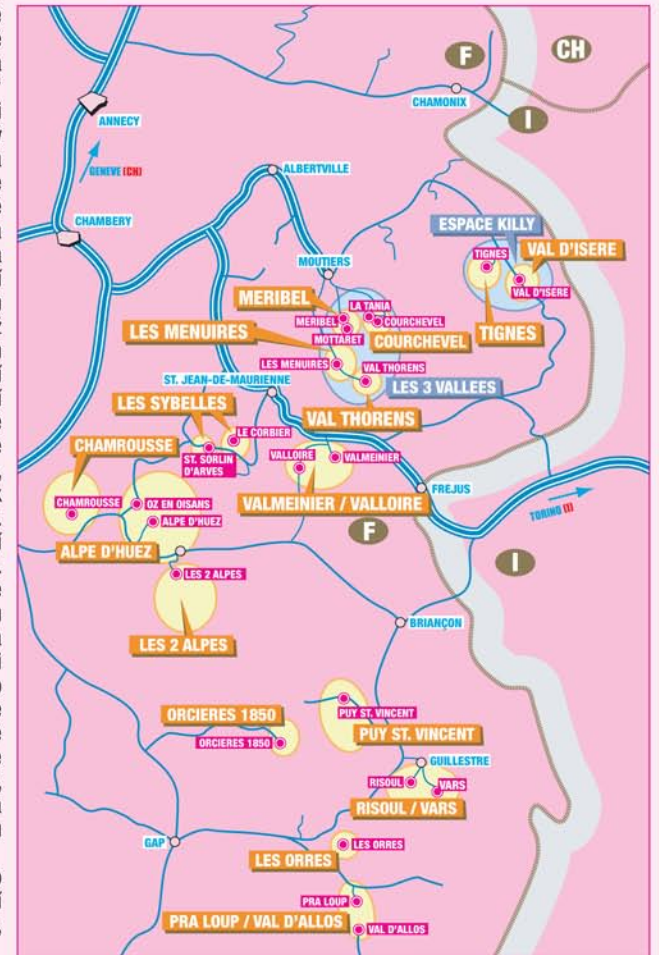 F
CH
CHAMONIX
I
ANNECY
GENEVE (CH)
ALBERTVILLE
CHAMBERY
ESPACE KILLY
TIGNES
VAL D'ISERE
VAL D'ISERE
MOUTIERS
MERIBEL
LA TANIA
MERIBEL
COURCHEVEL
MOTTARET
TIGNES
LES MENUIRES
COURCHEVEL
LES MENUIRES
VAL THORENS
ST. JEAN-DE-MAURIENNE
LES 3 VALLEES
LES SYBELLES
VAL THORENS
LE CORBIER
CHAMROUSSE
ST. SORLIN
D'ARVES
VALLOIRE
VALMEINIER
FREJUS
CHAMROUSSE
OZ EN OISANS
VALMEINIER / VALLOIRE
TORINO (I)
ALPE D'HUEZ
F
ALPE D'HUEZ
I
LES 2 ALPES
BRIANÇON
LES 2 ALPES
ORCIERES 1850
PUY ST. VINCENT
PUY ST. VINCENT
ORCIERES 1850
GUILLESTRE
RISOUL
VARS
RISOUL / VARS
GAP
LES ORRES
LES ORRES
PRA LOUP
PRA LOUP / VAL D'ALLOS
VAL D'ALLOS